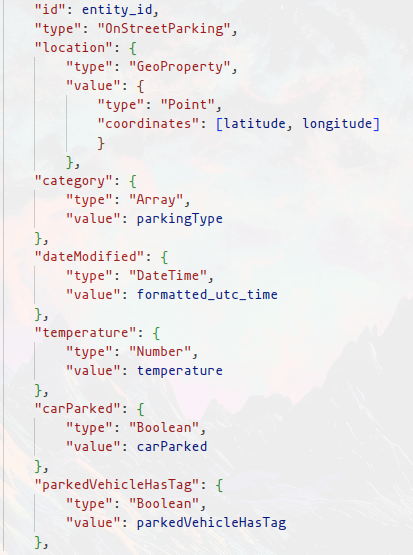 "id": entity_id,
"type": "OnStreetParking",
"location": {
"type": "GeoProperty",
"value": {
"type": "Point",
"coordinates": [latitude, longitude]
}
},
"category": {
"type": "Array",
"value": parkingType
},
"dateModified": {
"type": "DateTime",
"value": formatted_utc_time
},
"temperature": {
"type": "Number",
"value": temperature
},
"carParked": {
"type": "Boolean",
"value": carParked
},
"parkedVehicleHasTag": {
"type": "Boolean",
"value": parkedVehicleHasTag
},